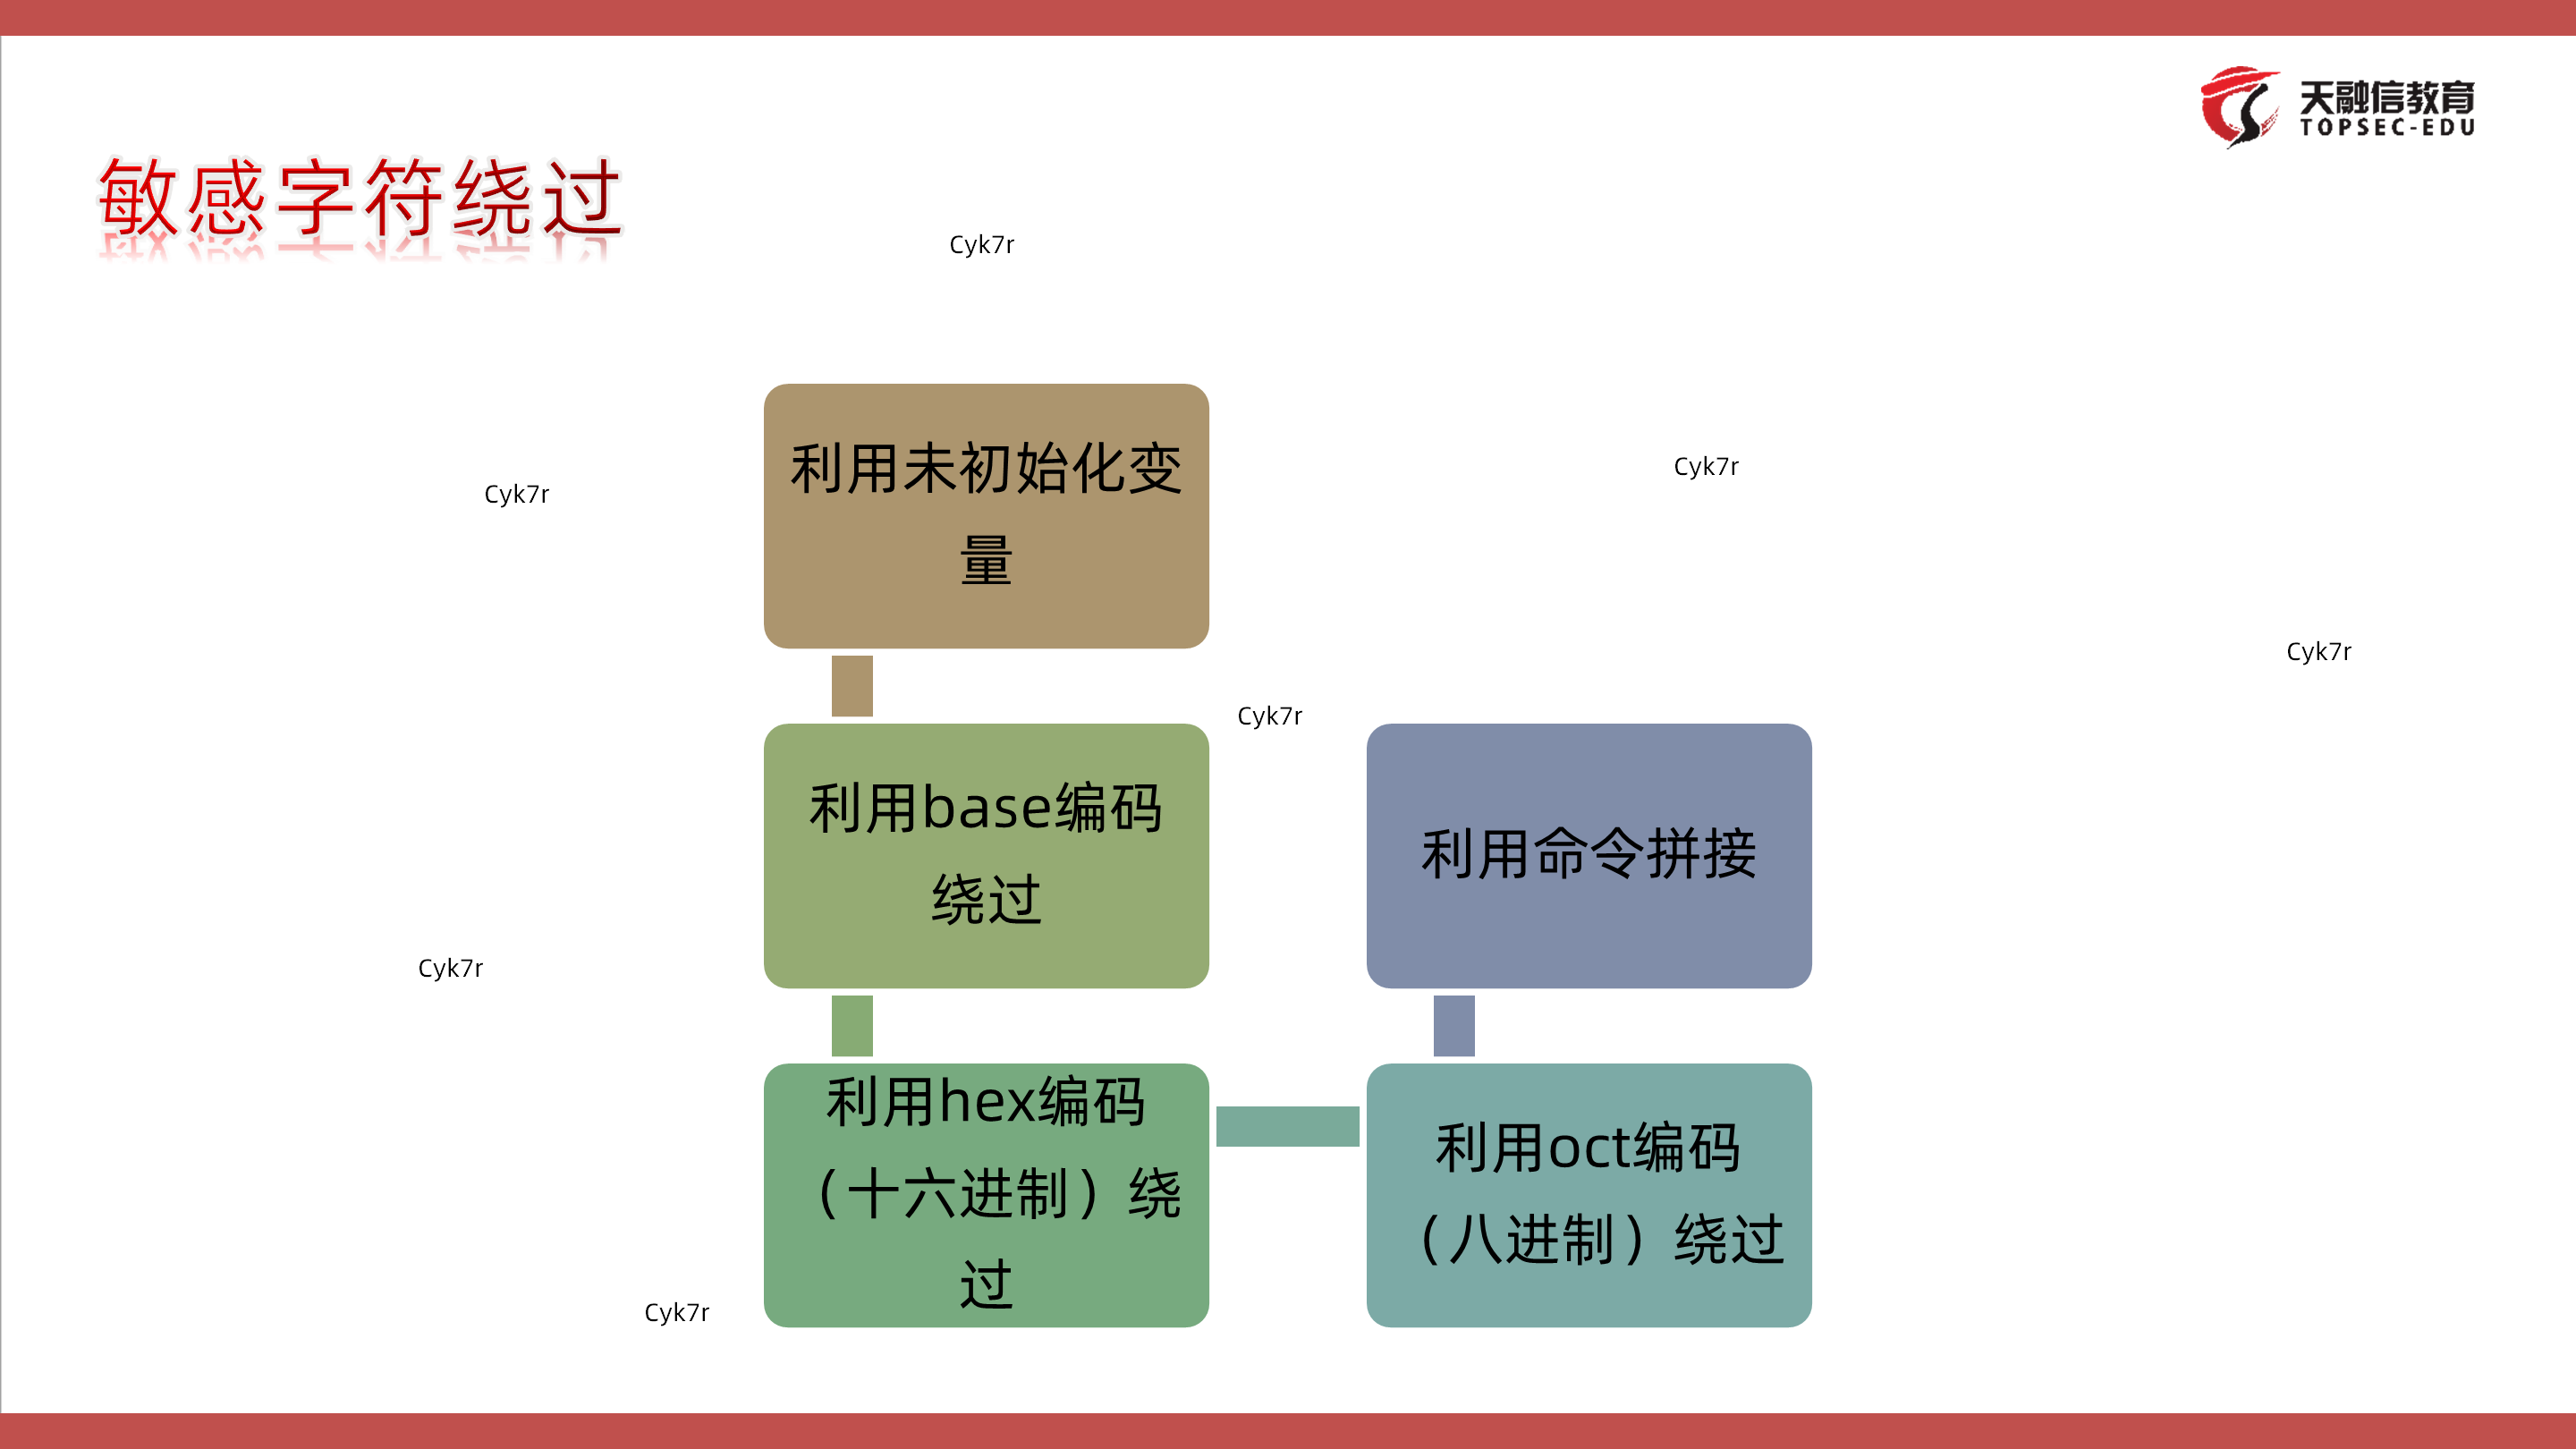 天融信教育
TOPSEC-EDU
敏感字符绕过
Cyk7r
利用未初始化变
量
Cyk7r
Cyk7r
Cyk7r
Cyk7r
利用base编码
绕过
利用命令拼接
Cyk7r
利用hex编码
（十六进制）绕
过
利用oct编码
（八进制）绕过
Cyk7r